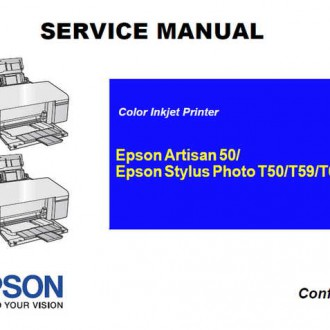 SERVICE MANUAL
Color Inkjet Printer
Epson Artisan 50/
Epson Stylus Photo T50/T59/T
PSON
D YOUR VISION
Conf